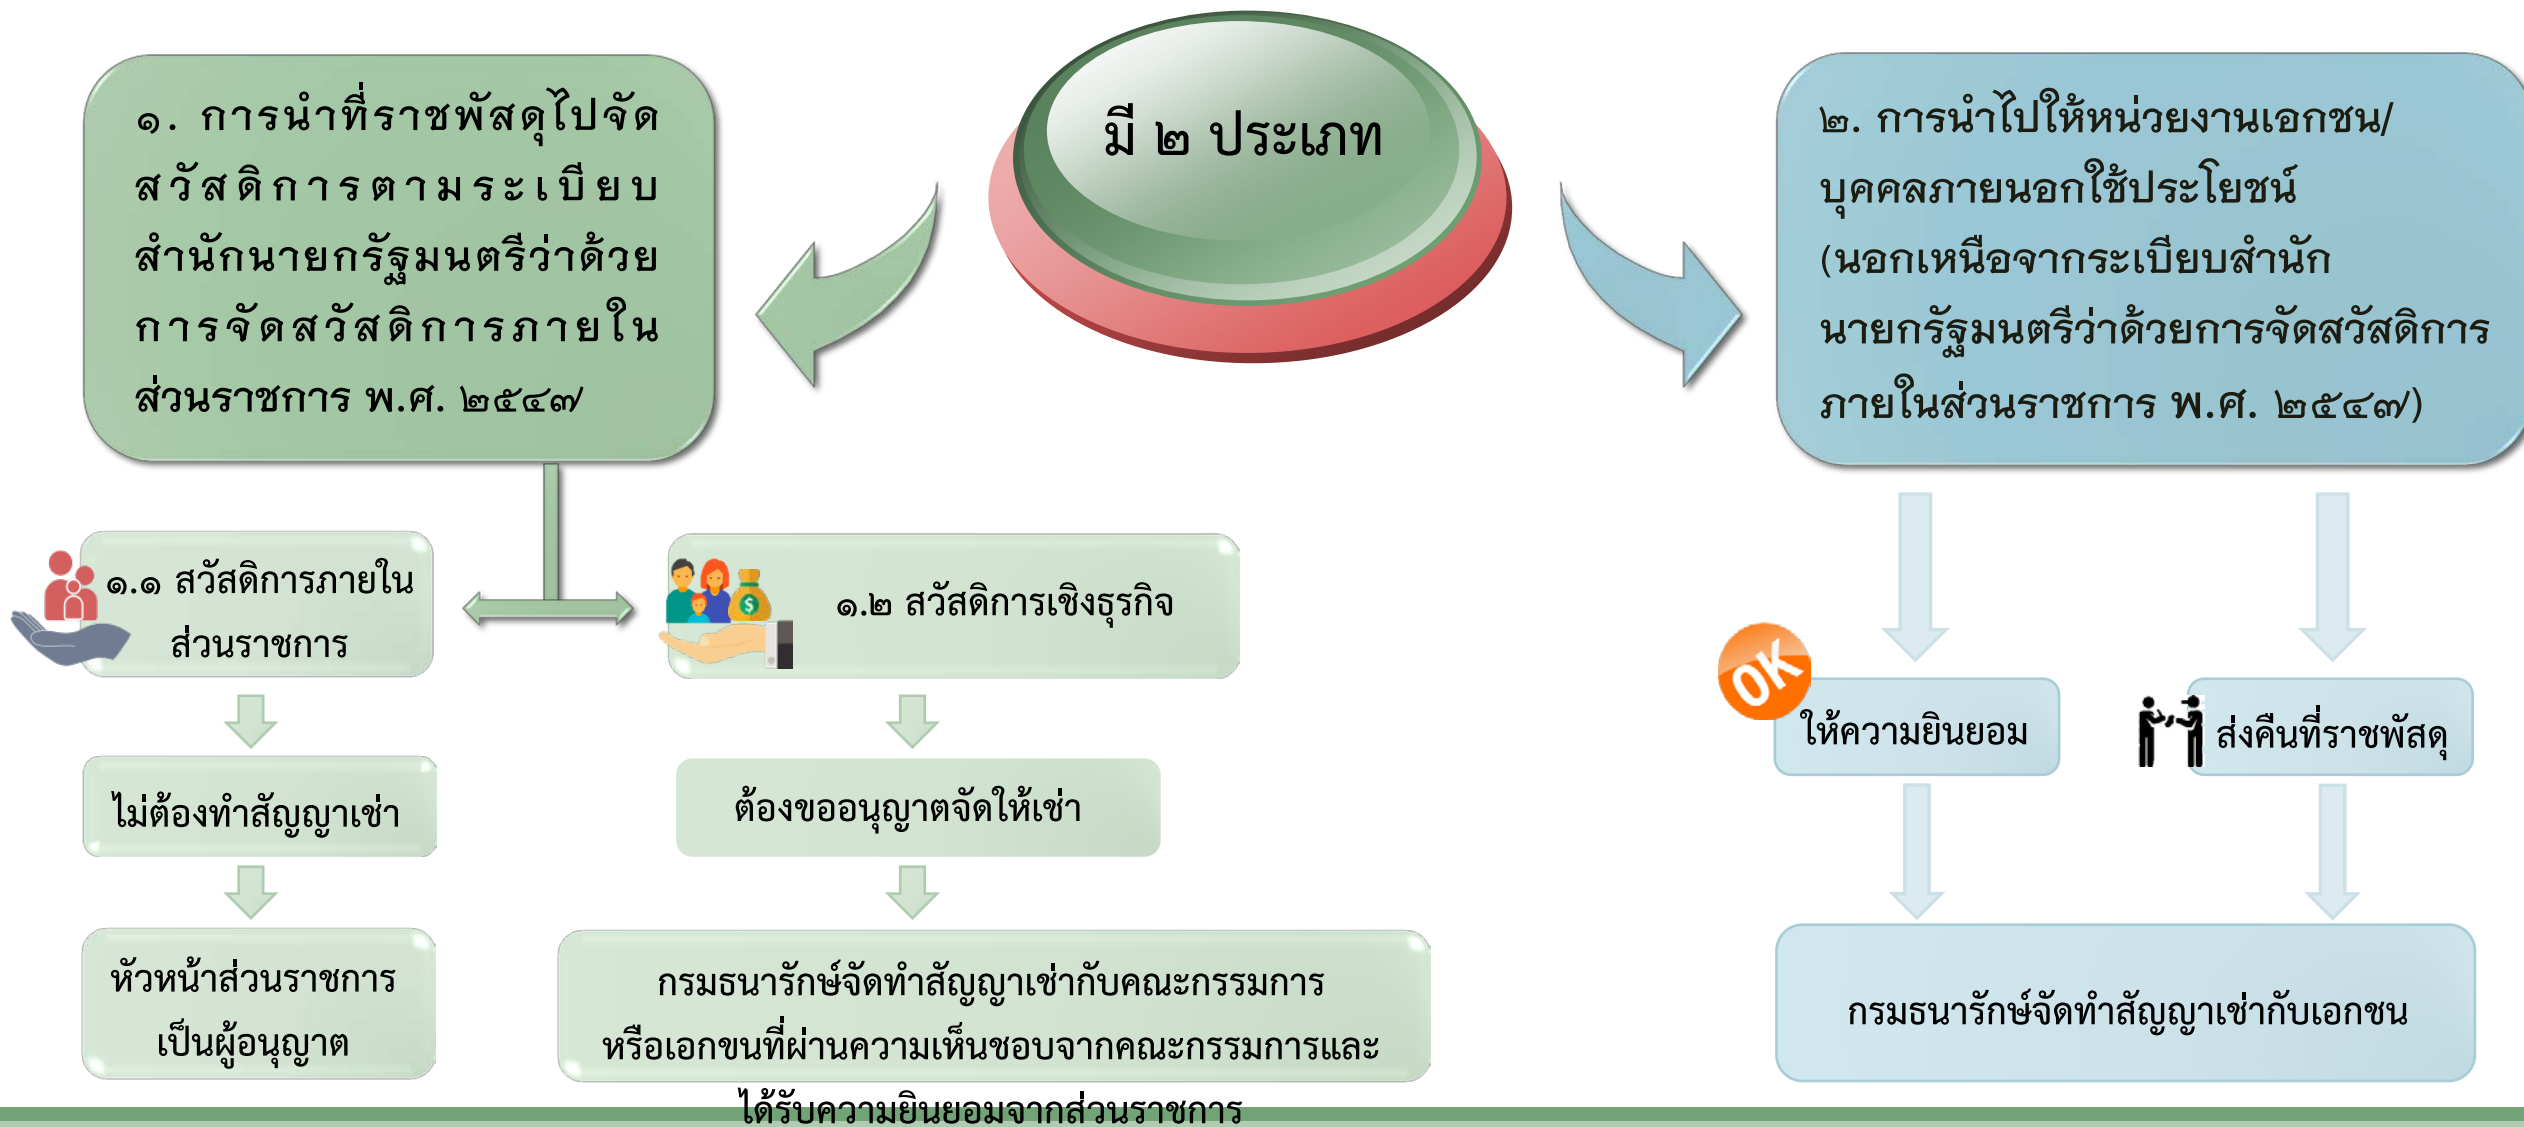 มี ๒ ประเภท
๑. การนำที่ราชพัสดุไปจัด
สวัสดิการตามระเบียบ
สำนักนายกรัฐมนตรีว่าด้วย
การจัดสวัสดิการภายใน
ส่วนราชการ พ.ศ. ๒๕๔๗
๑.๑ สวัสดิการภายใน
ส่วนราชการ
ไม่ต้องทำสัญญาเช่า
หัวหน้าส่วนราชการ
เป็นผู้อนุญาต
๑.๒ สวัสดิการเชิงธุรกิจ
ต้องขออนุญาตจัดให้เช่า
กรมธนารักษ์จัดทำสัญญาเช่ากับคณะกรรมการ
หรือเอกขนที่ผ่านความเห็นชอบจากคณะกรรมการและ
ได้รับความยินยอมจากส่วนราชการ
๒. การนำไปให้หน่วยงานเอกชน/
บุคคลภายนอกใช้ประโยชน์
(นอกเหนือจากระเบียบสำนัก
นายกรัฐมนตรีว่าด้วยการจัดสวัสดิการ
ภายในส่วนราชการ พ.ศ. ๒๕๔๗)
OK
ให้ความยินยอม
ส่งคืนที่ราชพัสดุ
กรมธนารักษ์จัดทำสัญญาเช่ากับเอกชน